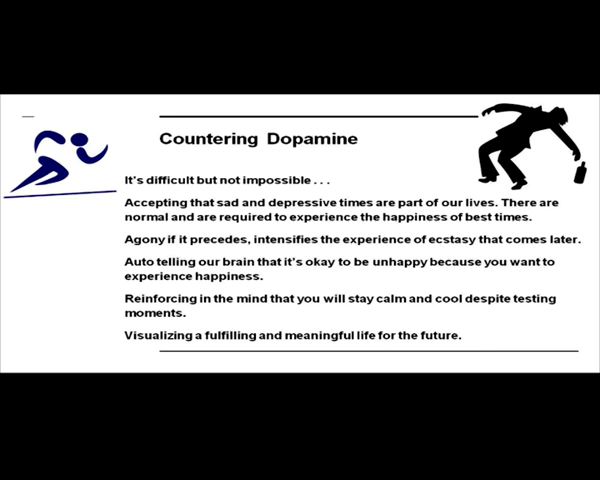 Countering Dopamine
It's difficult but not impossible . . .
Accepting that sad and depressive times are part of our lives. There are
normal and are required to experience the happiness of best times.
Agony if it precedes, intensifies the experience of ecstasy that comes later.
Auto telling our brain that it's okay to be unhappy because you want to
experience happiness.
Reinforcing in the mind that you will stay calm and cool despite testing
moments.
Visualizing a fulfilling and meaningful life for the future.